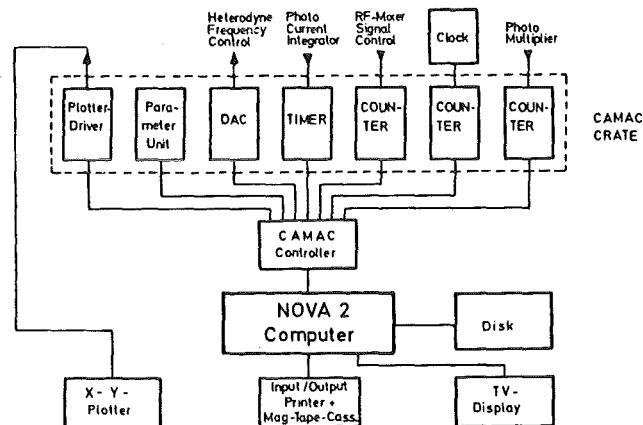 Heterodyne
Frequency
Control
Photo
Current
Integrator
RF-Mixer
Signal
Control
Clock
Photo
Multiplier
Plotter-
Driver
Para-
meter
Unit
DAC
TIMER
COUN-
TER
COUN-
TER
COUN-
TER
CAMAC
CRATE
CAMAC
Controller
NOVA 2
Computer
Disk
X-Y-
Plotter
Input/Output
Printer +
Mag-Tape-Cass.
TV-
Display